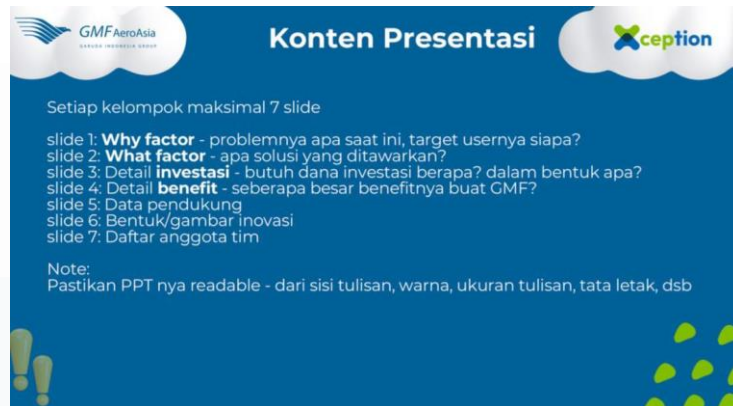 GMF AeroAsia
GARUDA INDONESIA GROUP
Konten Presentasi
Xception
Setiap kelompok maksimal 7 slide
slide 1: Why factor - problemnya apa saat ini, target usernya siapa?
slide 2: What factor - apa solusi yang ditawarkan?
slide 3: Detail investasi - butuh dana investasi berapa? dalam bentuk apa?
slide 4: Detail benefit - seberapa besar benefitnya buat GMF?
slide 5: Data pendukung
slide 6: Bentuk/gambar inovasi
slide 7: Daftar anggota tim
Note:
Pastikan PPT nya readable - dari sisi tulisan, warna, ukuran tulisan, tata letak, dsb